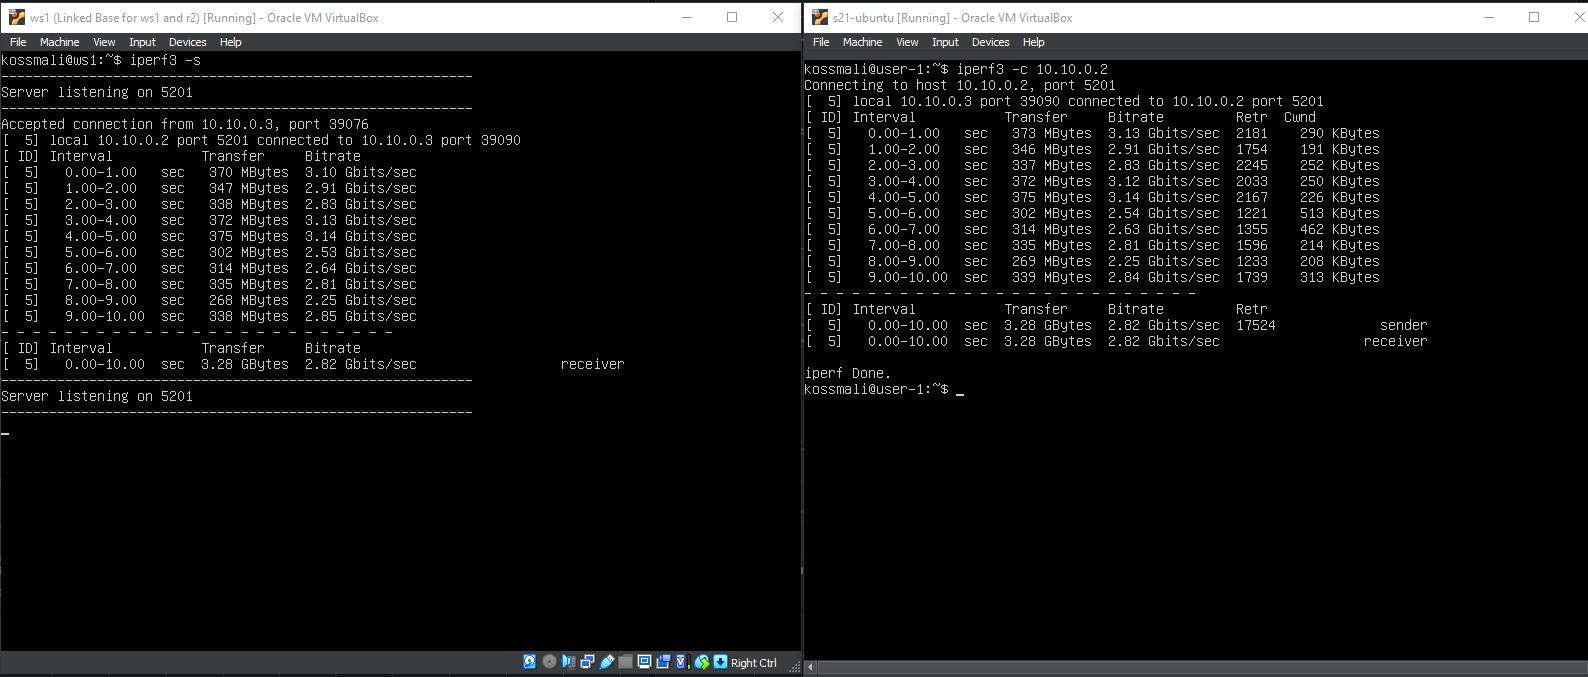 ws1 (Linked Base for ws1 and r2) [Running] - Oracle VM VirtualBox
File Machine View Input Devices Help
kossmali@ws1:~$ iperf3 -s
-----------------------------------------------------------
Server listening on 5201
-----------------------------------------------------------
Accepted connection from 10.10.0.3, port 39076
[  5] local 10.10.0.2 port 5201 connected to 10.10.0.3 port 39090
[ ID] Interval           Transfer     Bitrate
[  5]   0.00-1.00   sec   370 MBytes  3.10 Gbits/sec
[  5]   1.00-2.00   sec   347 MBytes  2.91 Gbits/sec
[  5]   2.00-3.00   sec   338 MBytes  2.83 Gbits/sec
[  5]   3.00-4.00   sec   372 MBytes  3.13 Gbits/sec
[  5]   4.00-5.00   sec   375 MBytes  3.14 Gbits/sec
[  5]   5.00-6.00   sec   302 MBytes  2.53 Gbits/sec
[  5]   6.00-7.00   sec   314 MBytes  2.64 Gbits/sec
[  5]   7.00-8.00   sec   335 MBytes  2.81 Gbits/sec
[  5]   8.00-9.00   sec   268 MBytes  2.25 Gbits/sec
[  5]   9.00-10.00  sec   338 MBytes  2.85 Gbits/sec
- - - - - - - - - - - - - - - - - - - - - - - - -
[ ID] Interval           Transfer     Bitrate
[  5]   0.00-10.00  sec  3.28 GBytes  2.82 Gbits/sec                  receiver
-----------------------------------------------------------
Server listening on 5201
-----------------------------------------------------------
_
Right Ctrl
s21-ubuntu [Running] - Oracle VM VirtualBox
File Machine View Input Devices Help
kossmali@user-1:~$ iperf3 -c 10.10.0.2
Connecting to host 10.10.0.2, port 5201
[  5] local 10.10.0.3 port 39090 connected to 10.10.0.2 port 5201
[ ID] Interval           Transfer     Bitrate         Retr  Cwnd
[  5]   0.00-1.00   sec   373 MBytes  3.13 Gbits/sec  2181    290 KBytes
[  5]   1.00-2.00   sec   346 MBytes  2.91 Gbits/sec  1754    191 KBytes
[  5]   2.00-3.00   sec   337 MBytes  2.83 Gbits/sec  2245    252 KBytes
[  5]   3.00-4.00   sec   372 MBytes  3.12 Gbits/sec  2033    250 KBytes
[  5]   4.00-5.00   sec   375 MBytes  3.14 Gbits/sec  2167    226 KBytes
[  5]   5.00-6.00   sec   302 MBytes  2.54 Gbits/sec  1221    513 KBytes
[  5]   6.00-7.00   sec   314 MBytes  2.63 Gbits/sec  1355    462 KBytes
[  5]   7.00-8.00   sec   335 MBytes  2.81 Gbits/sec  1596    214 KBytes
[  5]   8.00-9.00   sec   269 MBytes  2.25 Gbits/sec  1233    208 KBytes
[  5]   9.00-10.00  sec   339 MBytes  2.84 Gbits/sec  1739    313 KBytes
- - - - - - - - - - - - - - - - - - - - - - - - -
[ ID] Interval           Transfer     Bitrate         Retr
[  5]   0.00-10.00  sec  3.28 GBytes  2.82 Gbits/sec  17524             sender
[  5]   0.00-10.00  sec  3.28 GBytes  2.82 Gbits/sec                  receiver
iperf Done.
kossmali@user-1:~$ _